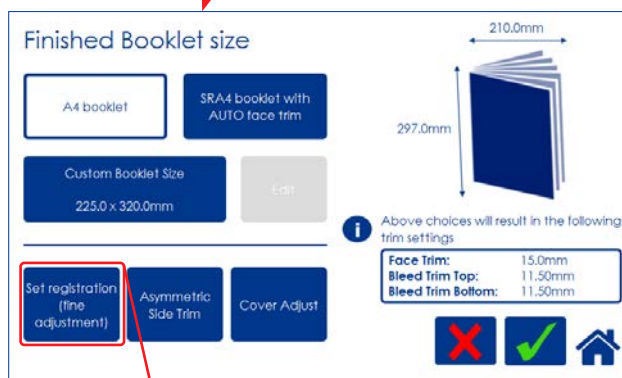 Finished Booklet size
A4 booklet
SRA4 booklet with
AUTO face trim
Custom Booklet Size
225.0 x 320.0mm
Edit
Set registration
(fine
adjustment)
Asymmetric
Side Trim
Cover Adjust
210.0mm
297.0mm
i
Above choices will result in the following
trim settings
Face Trim: 15.0mm
Bleed Trim Top: 11.50mm
Bleed Trim Bottom: 11.50mm